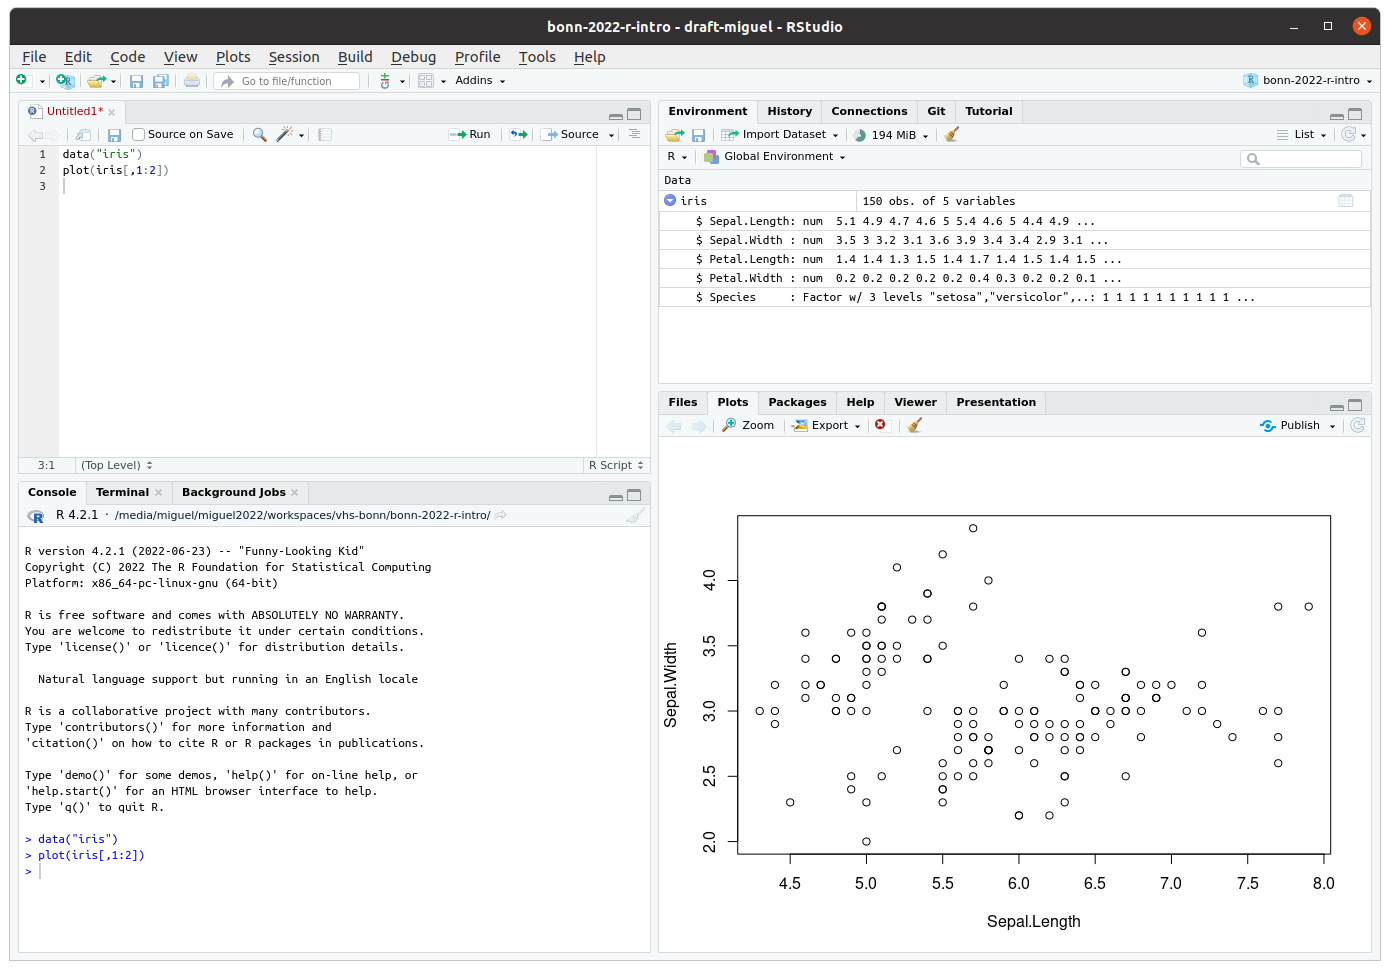 bonn-2022-r-intro - draft-miguel - RStudio
File Edit Code View Plots Session Build Debug Profile Tools Help
Go to file/function Addins bonn-2022-r-intro
Untitled1*
Source on Save Run Source
1 data("iris")
2 plot(iris[,1:2])
3
3:1 (Top Level) R Script
Console Terminal Background Jobs
R 4.2.1 · /media/miguel/miguel2022/workspaces/vhs-bonn/bonn-2022-r-intro/
R version 4.2.1 (2022-06-23) -- "Funny-Looking Kid"
Copyright (C) 2022 The R Foundation for Statistical Computing
Platform: x86_64-pc-linux-gnu (64-bit)
R is free software and comes with ABSOLUTELY NO WARRANTY.
You are welcome to redistribute it under certain conditions.
Type 'license()' or 'licence()' for distribution details.
Natural language support but running in an English locale
R is a collaborative project with many contributors.
Type 'contributors()' for more information and
'citation()' on how to cite R or R packages in publications.
Type 'demo()' for some demos, 'help()' for on-line help, or
'help.start()' for an HTML browser interface to help.
Type 'q()' to quit R.
> data("iris")
> plot(iris[,1:2])
>
Environment History Connections Git Tutorial
Import Dataset 194 MiB List
R Global Environment
Data
iris 150 obs. of 5 variables
$ Sepal.Length: num 5.1 4.9 4.7 4.6 5 5.4 4.6 5 4.4 4.9 ...
$ Sepal.Width : num 3.5 3 3.2 3.1 3.6 3.9 3.4 3.4 2.9 3.1 ...
$ Petal.Length: num 1.4 1.4 1.3 1.5 1.4 1.7 1.4 1.5 1.4 1.5 ...
$ Petal.Width : num 0.2 0.2 0.2 0.2 0.2 0.4 0.3 0.2 0.2 0.1 ...
$ Species : Factor w/ 3 levels "setosa","versicolor",..: 1 1 1 1 1 1 1 1 1 1 ...
Files Plots Packages Help Viewer Presentation
Zoom Export Publish
Sepal.Width
4.0
3.5
3.0
2.5
2.0
4.5 5.0 5.5 6.0 6.5 7.0 7.5 8.0
Sepal.Length